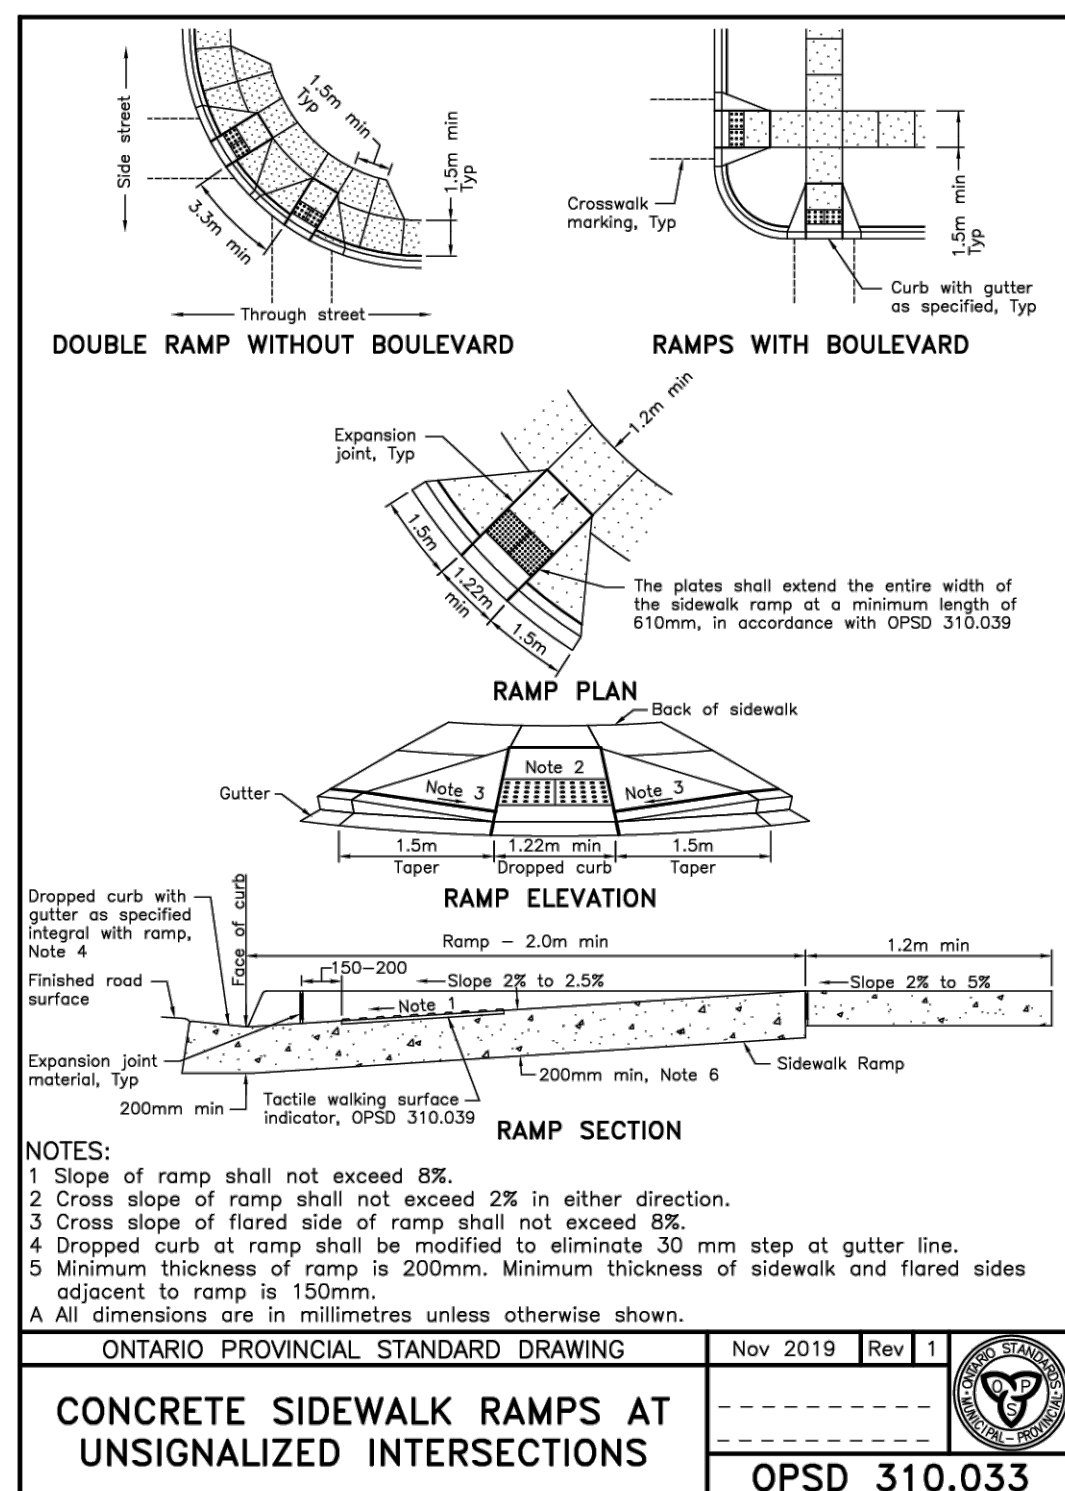 Side street
1.5m min
Typ
1.5m min
Typ
3.3m min
Through street
DOUBLE RAMP WITHOUT BOULEVARD
Crosswalk
marking, Typ
1.5m min
Typ
Curb with gutter
as specified, Typ
RAMPS WITH BOULEVARD
1.2m min
Expansion
joint, Typ
1.5m
1.22m
min
1.5m
The plates shall extend the entire width of
the sidewalk ramp at a minimum length of
610mm, in accordance with OPSD 310.039
RAMP PLAN
Back of sidewalk
Note 2
Note 3
Note 3
Gutter
1.5m
Taper
1.22m min
Dropped curb
1.5m
Taper
RAMP ELEVATION
Dropped curb with
gutter as specified
integral with ramp,
Note 4
Face of curb
Ramp - 2.0m min
1.2m min
Finished road
surface
150-200
Slope 2% to 2.5%
Slope 2% to 5%
Note 1
Expansion joint
material, Typ
200mm min
Tactile walking surface
indicator, OPSD 310.039
200mm min, Note 6
Sidewalk Ramp
RAMP SECTION
NOTES:
1 Slope of ramp shall not exceed 8%.
2 Cross slope of ramp shall not exceed 2% in either direction.
3 Cross slope of flared side of ramp shall not exceed 8%.
4 Dropped curb at ramp shall be modified to eliminate 30 mm step at gutter line.
5 Minimum thickness of ramp is 200mm. Minimum thickness of sidewalk and flared sides
adjacent to ramp is 150mm.
A All dimensions are in millimetres unless otherwise shown.
ONTARIO PROVINCIAL STANDARD DRAWING
Nov 2019
Rev
1
CONCRETE SIDEWALK RAMPS AT
UNSIGNALIZED INTERSECTIONS
ONTARIO STANDARDS
MUNICIPAL-PROVINCIAL
O P
S
OPSD 310.033